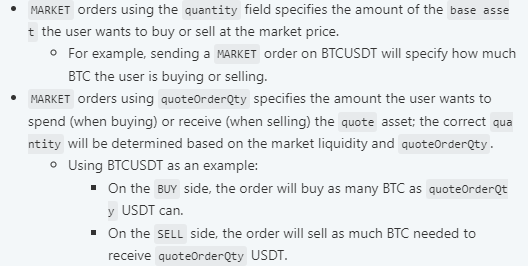 MARKET orders using the quantity field specifies the amount of the base asse
t the user wants to buy or sell at the market price.
For example, sending a MARKET order on BTCUSDT will specify how much
BTC the user is buying or selling.
MARKET orders using quoteOrderQty specifies the amount the user wants to
spend (when buying) or receive (when selling) the quote asset; the correct qua
ntity will be determined based on the market liquidity and quoteOrderQty.
Using BTCUSDT as an example:
On the BUY side, the order will buy as many BTC as quoteOrderQt
y USDT can.
On the SELL side, the order will sell as much BTC needed to
receive quoteOrderQty USDT.